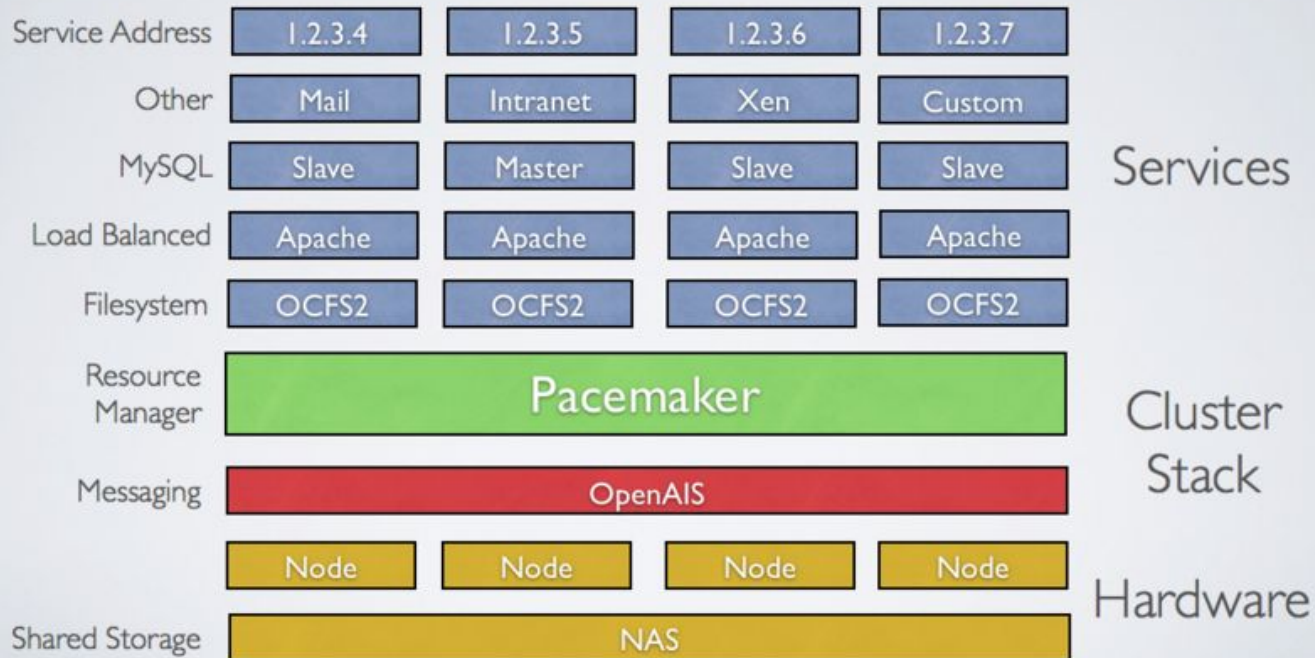 Service Address 1.2.3.4 1.2.3.5 1.2.3.6 1.2.3.7
Other Mail Intranet Xen Custom
MySQL Slave Master Slave Slave
Services
Load Balanced Apache Apache Apache Apache
Filesystem OCFS2 OCFS2 OCFS2 OCFS2
Resource
Manager
Pacemaker
Cluster
Stack
Messaging OpenAIS
Node Node Node Node
Hardware
Shared Storage NAS